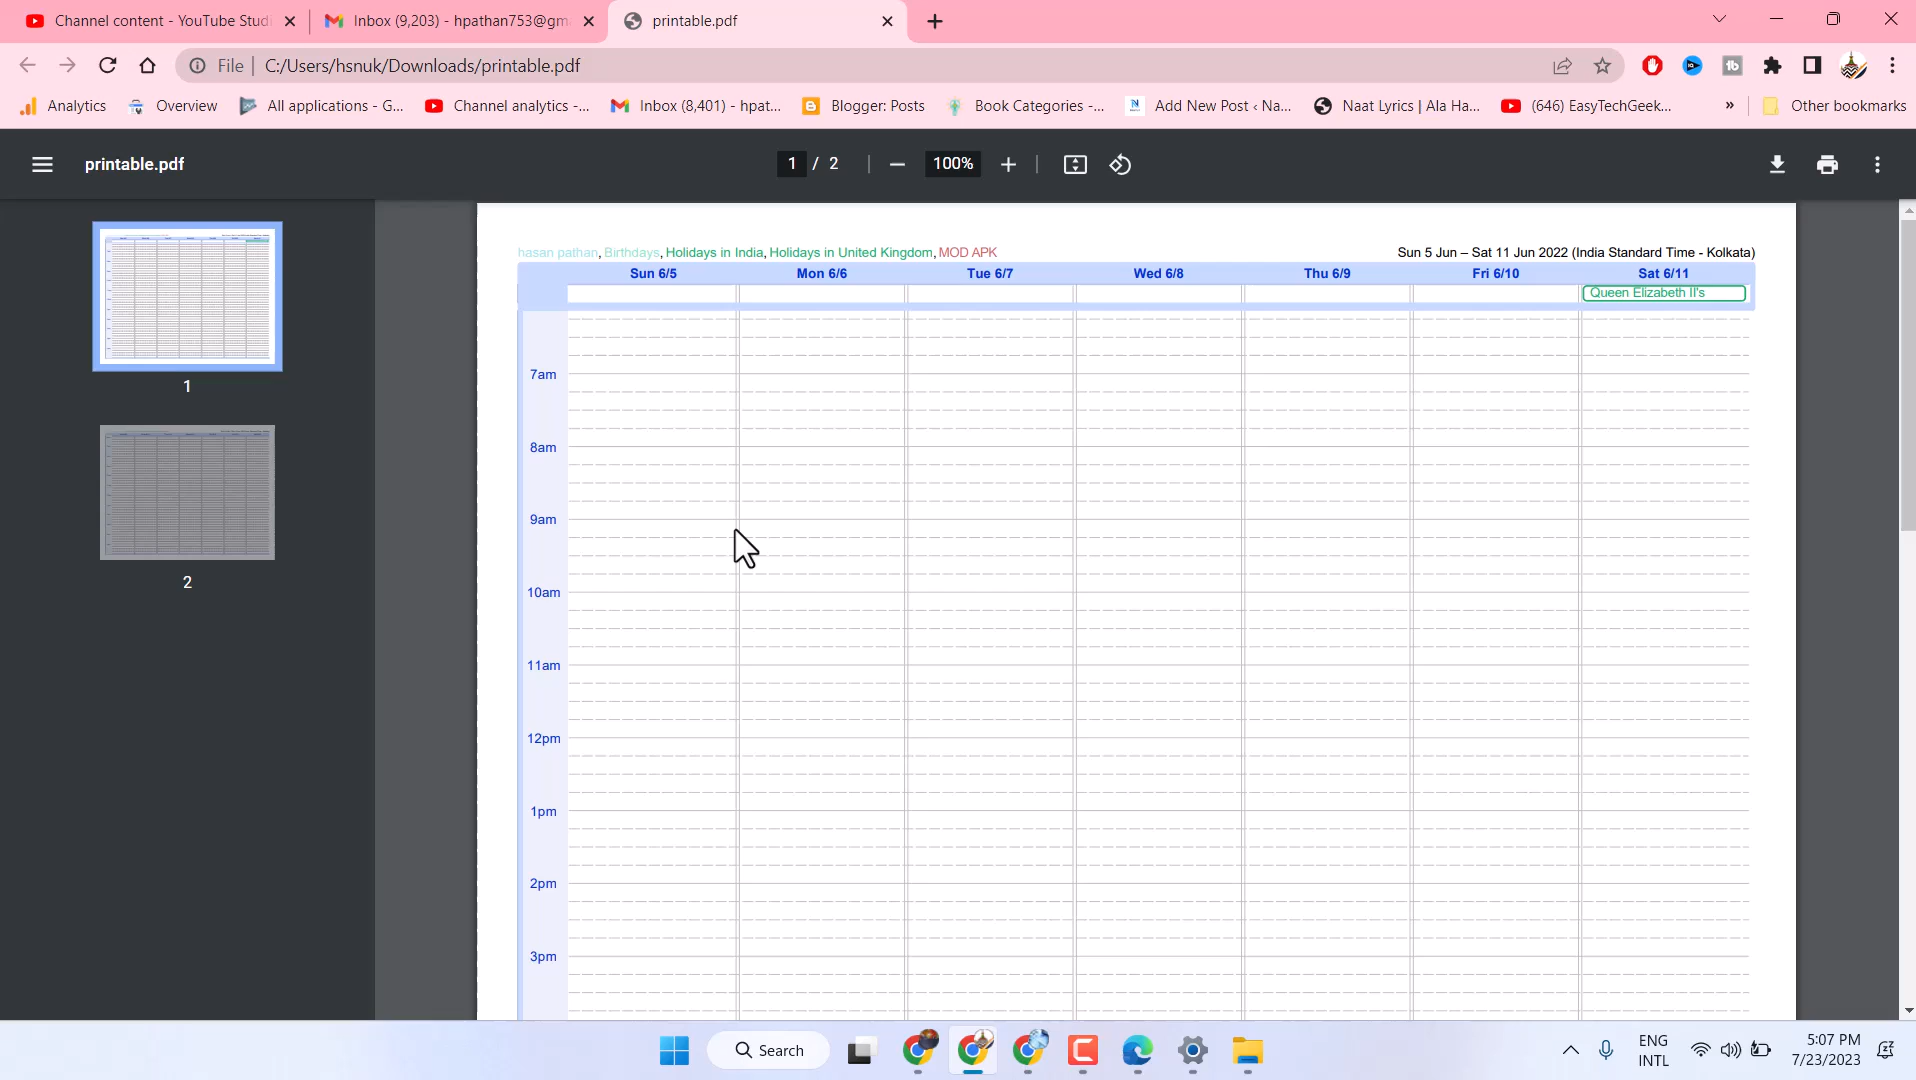 Channel content - YouTube Studi
Inbox (9,203) - hpathan753@gm
printable.pdf
File
C:/Users/hsnuk/Downloads/printable.pdf
Analytics
Overview
All applications - G...
Channel analytics -...
Inbox (8,401) - hpat...
Blogger: Posts
Book Categories -...
Add New Post ‹ Na...
Naat Lyrics | Ala Ha...
(646) EasyTechGeek...
»
Other bookmarks
printable.pdf
1 / 2
100%
1
2
hasan pathan, Birthdays, Holidays in India, Holidays in United Kingdom, MOD APK
Sun 5 Jun – Sat 11 Jun 2022 (India Standard Time - Kolkata)
Sun 6/5 Mon 6/6 Tue 6/7 Wed 6/8 Thu 6/9 Fri 6/10 Sat 6/11
Queen Elizabeth II's
7am
8am
9am
10am
11am
12pm
1pm
2pm
3pm
Search
ENG
INTL
5:07 PM
7/23/2023